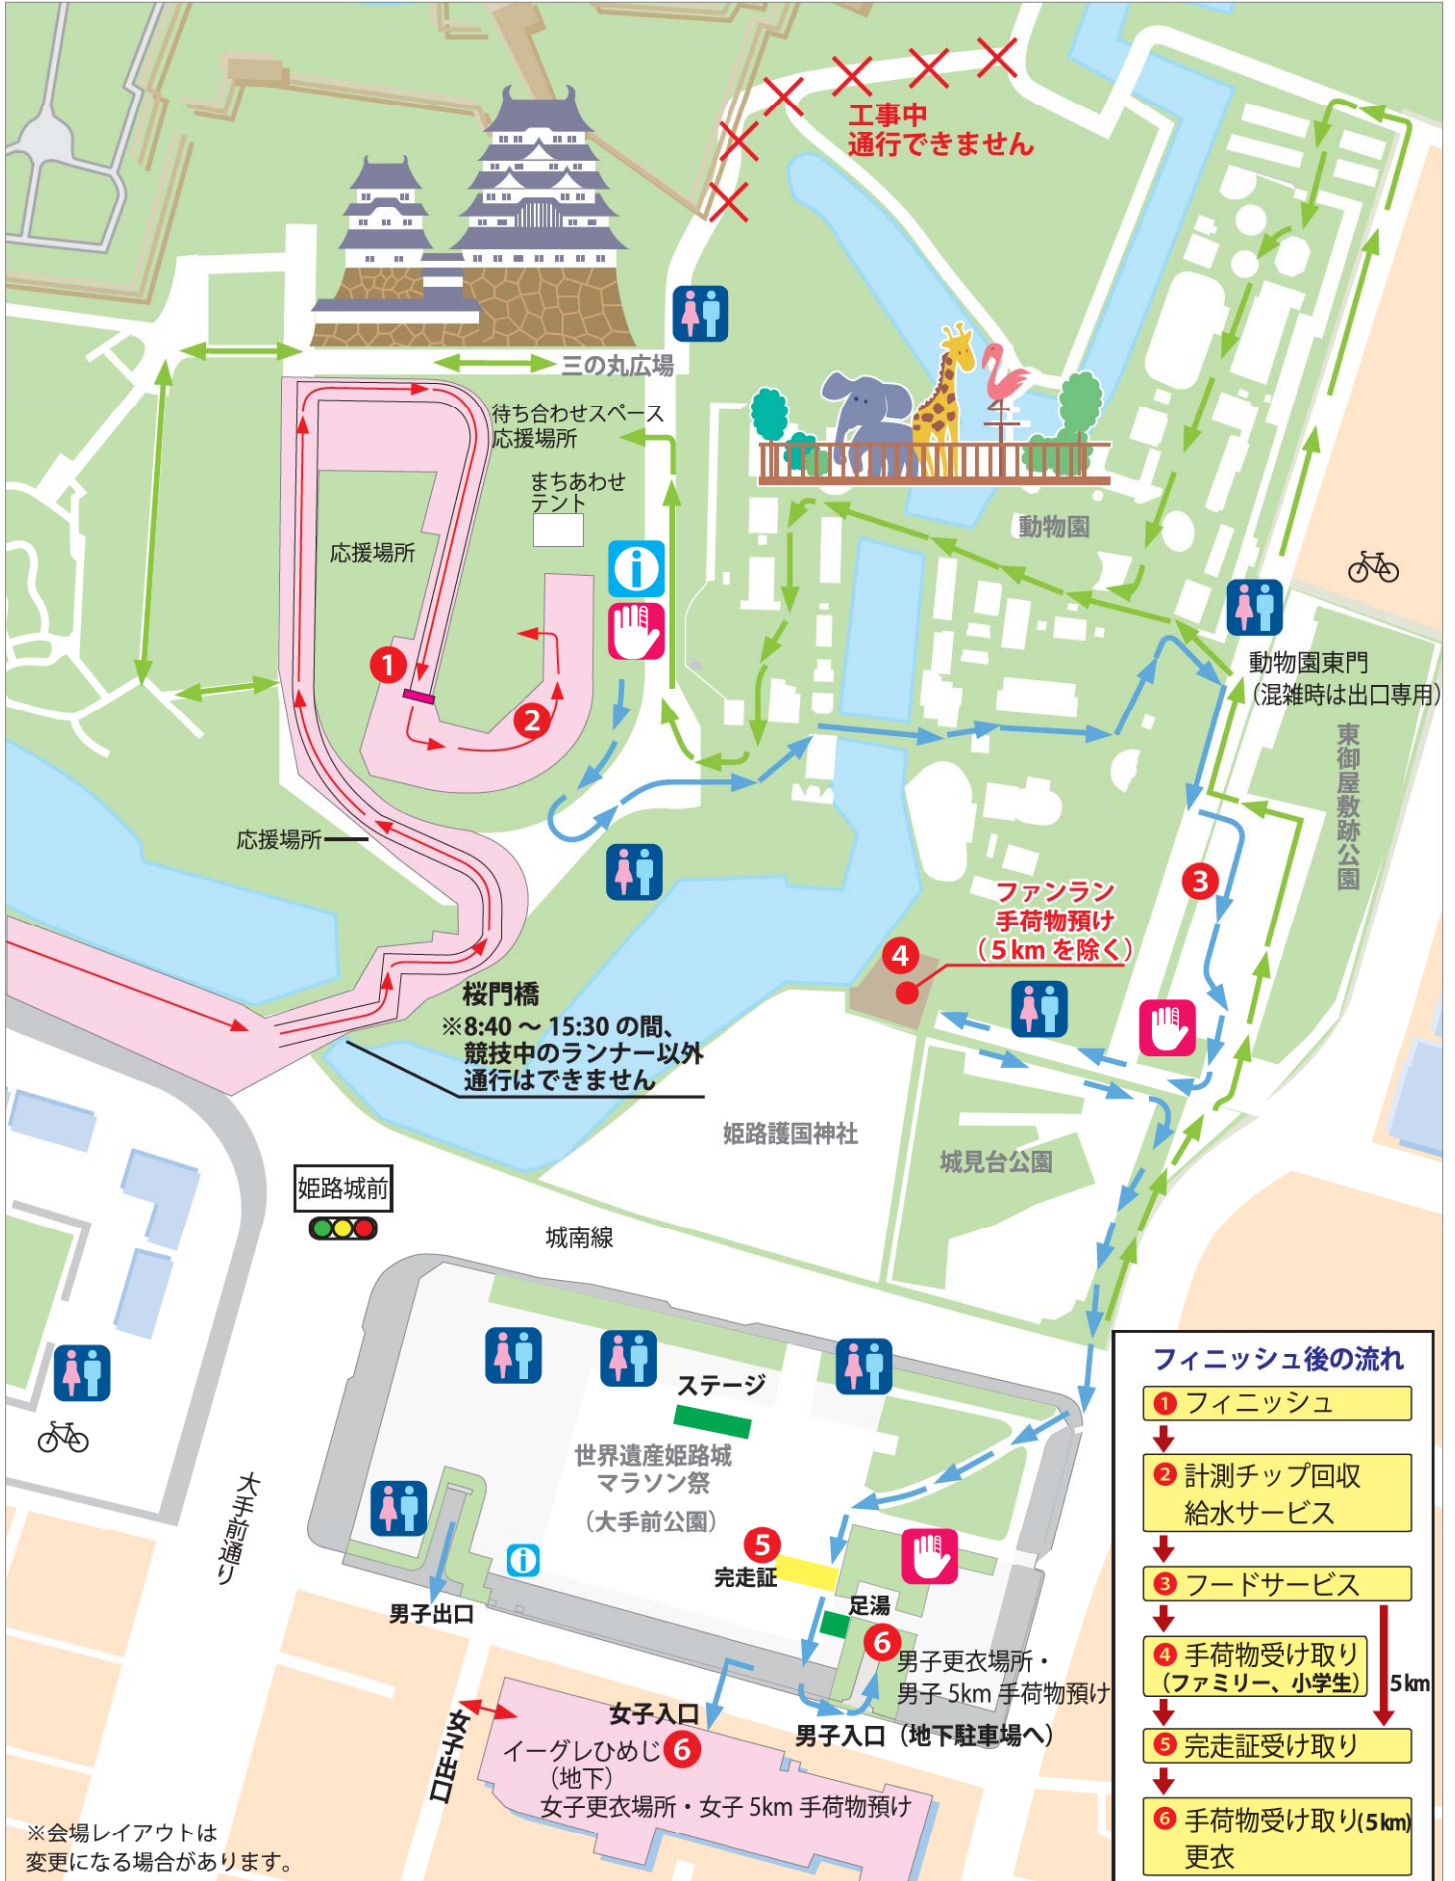 工事中
通行できません
三の丸広場
待ち合わせスペース
応援場所
まちあわせ
テント
応援場所
動物園
1
2
動物園東門
(混雑時は出口専用)
東御屋敷跡公園
応援場所
3
ファンラン
手荷物預け
(5kmを除く)
4
桜門橋
※8:40 〜 15:30 の間、
競技中のランナー以外
通行はできません
姫路護国神社
城見台公園
姫路城前
城南線
ステージ
世界遺産姫路城
マラソン祭
(大手前公園)
大手前通り
5
完走証
足湯
男子出口
6
男子更衣場所・
男子 5km 手荷物預け
女子入口
男子入口(地下駐車場へ)
女子出口
イーグレひめじ 6
(地下)
女子更衣場所・女子 5km 手荷物預け
※会場レイアウトは
変更になる場合があります。
フィニッシュ後の流れ
1 フィニッシュ
2 計測チップ回収
給水サービス
3 フードサービス
4 手荷物受け取り
(ファミリー、小学生)
5km
5 完走証受け取り
6 手荷物受け取り(5km)
更衣